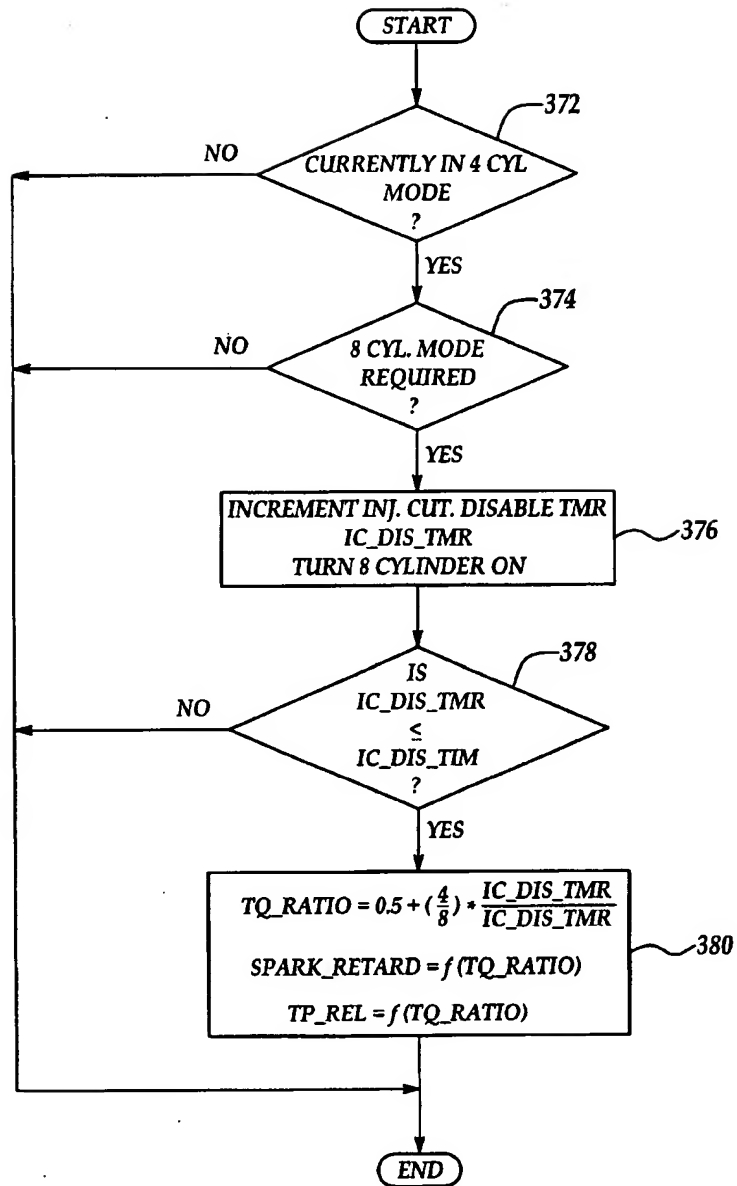 START
372
NO
CURRENTLY IN 4 CYL
MODE
?
YES
374
NO
8 CYL. MODE
REQUIRED
?
YES
INCREMENT INJ. CUT. DISABLE TMR
IC_DIS_TMR
TURN 8 CYLINDER ON
376
378
NO
IS
IC_DIS_TMR
≤
IC_DIS_TIM
?
YES
TQ_RATIO = 0.5 + (4/8) * IC_DIS_TMR/IC_DIS_TMR
SPARK_RETARD = f (TQ_RATIO)
380
TP_REL = f (TQ_RATIO)
END